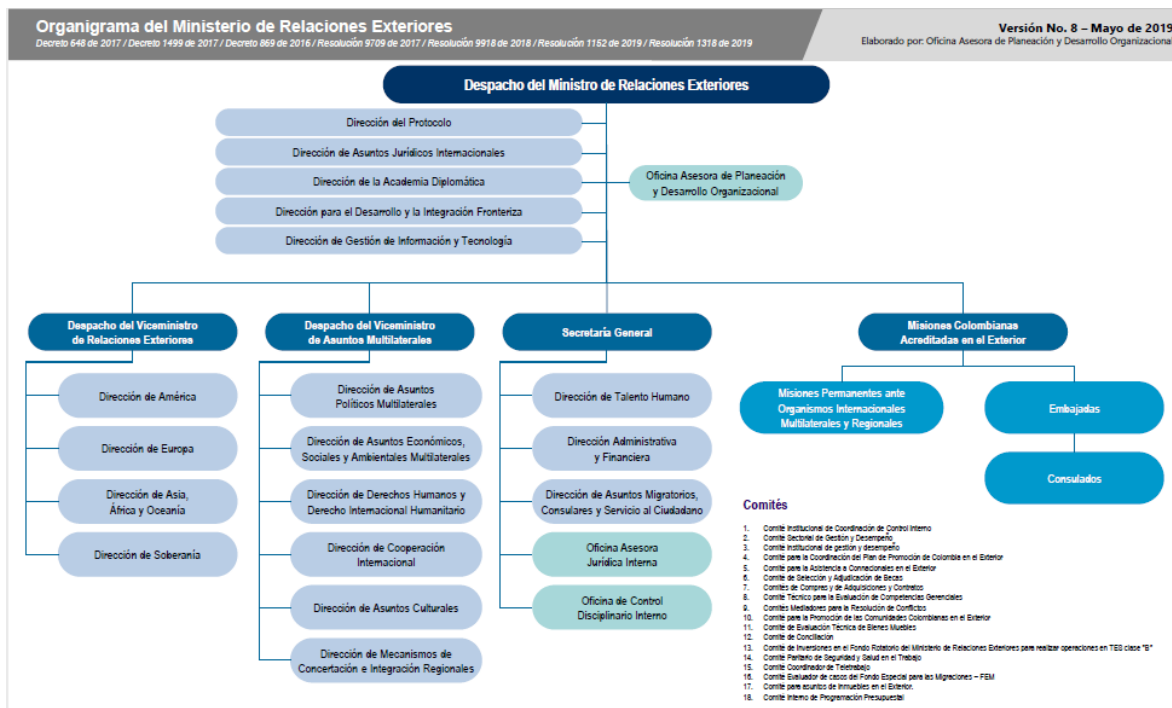 Organigrama del Ministerio de Relaciones Exteriores
Decreto 648 de 2017 / Decreto 1499 de 2017 / Decreto 869 de 2016 / Resolución 9709 de 2017 / Resolución 9918 de 2018 / Resolución 1152 de 2019 / Resolución 1318 de 2019
Versión No. 8 – Mayo de 2019
Elaborado por: Oficina Asesora de Planeación y Desarrollo Organizacional
Despacho del Ministro de Relaciones Exteriores
Dirección del Protocolo
Dirección de Asuntos Jurídicos Internacionales
Dirección de la Academia Diplomática
Dirección para el Desarrollo y la Integración Fronteriza
Dirección de Gestión de Información y Tecnología
Oficina Asesora de Planeación
y Desarrollo Organizacional
Despacho del Viceministro
de Relaciones Exteriores
Dirección de América
Dirección de Europa
Dirección de Asia,
África y Oceanía
Dirección de Soberanía
Despacho del Viceministro
de Asuntos Multilaterales
Dirección de Asuntos
Políticos Multilaterales
Dirección de Asuntos Económicos,
Sociales y Ambientales Multilaterales
Dirección de Derechos Humanos y
Derecho Internacional Humanitario
Dirección de Cooperación
Internacional
Dirección de Asuntos Culturales
Dirección de Mecanismos de
Concertación e Integración Regionales
Secretaría General
Dirección de Talento Humano
Dirección Administrativa
y Financiera
Dirección de Asuntos Migratorios,
Consulares y Servicio al Ciudadano
Oficina Asesora
Jurídica Interna
Oficina de Control
Disciplinario Interno
Misiones Colombianas
Acreditadas en el Exterior
Misiones Permanentes ante
Organismos Internacionales
Multilaterales y Regionales
Embajadas
Consulados
Comités
1. Comité Institucional de Coordinación de Control Interno
2. Comité Sectorial de Gestión y Desempeño
3. Comité Institucional de gestión y desempeño
4. Comité para la Coordinación del Plan de Promoción de Colombia en el Exterior
5. Comité para la Asistencia a Connacionales en el Exterior
6. Comité de Selección y Adjudicación de Becas
7. Comités de Compras y de Adquisiciones y Contratos
8. Comité Técnico para la Evaluación de Competencias Gerenciales
9. Comités Mediadores para la Resolución de Conflictos
10. Comité para la Promoción de las Comunidades Colombianas en el Exterior
11. Comité de Evaluación Técnica de Bienes Muebles
12. Comité de Conciliación
13. Comité de Inversiones en el Fondo Rotatorio del Ministerio de Relaciones Exteriores para realizar operaciones en TES clase "B"
14. Comité Paritario de Seguridad y Salud en el Trabajo
15. Comité Coordinador de Teletrabajo
16. Comité Evaluador de casos del Fondo Especial para las Migraciones – FEM
17. Comité para asuntos de Inmuebles en el Exterior.
18. Comité Interno de Programación Presupuestal